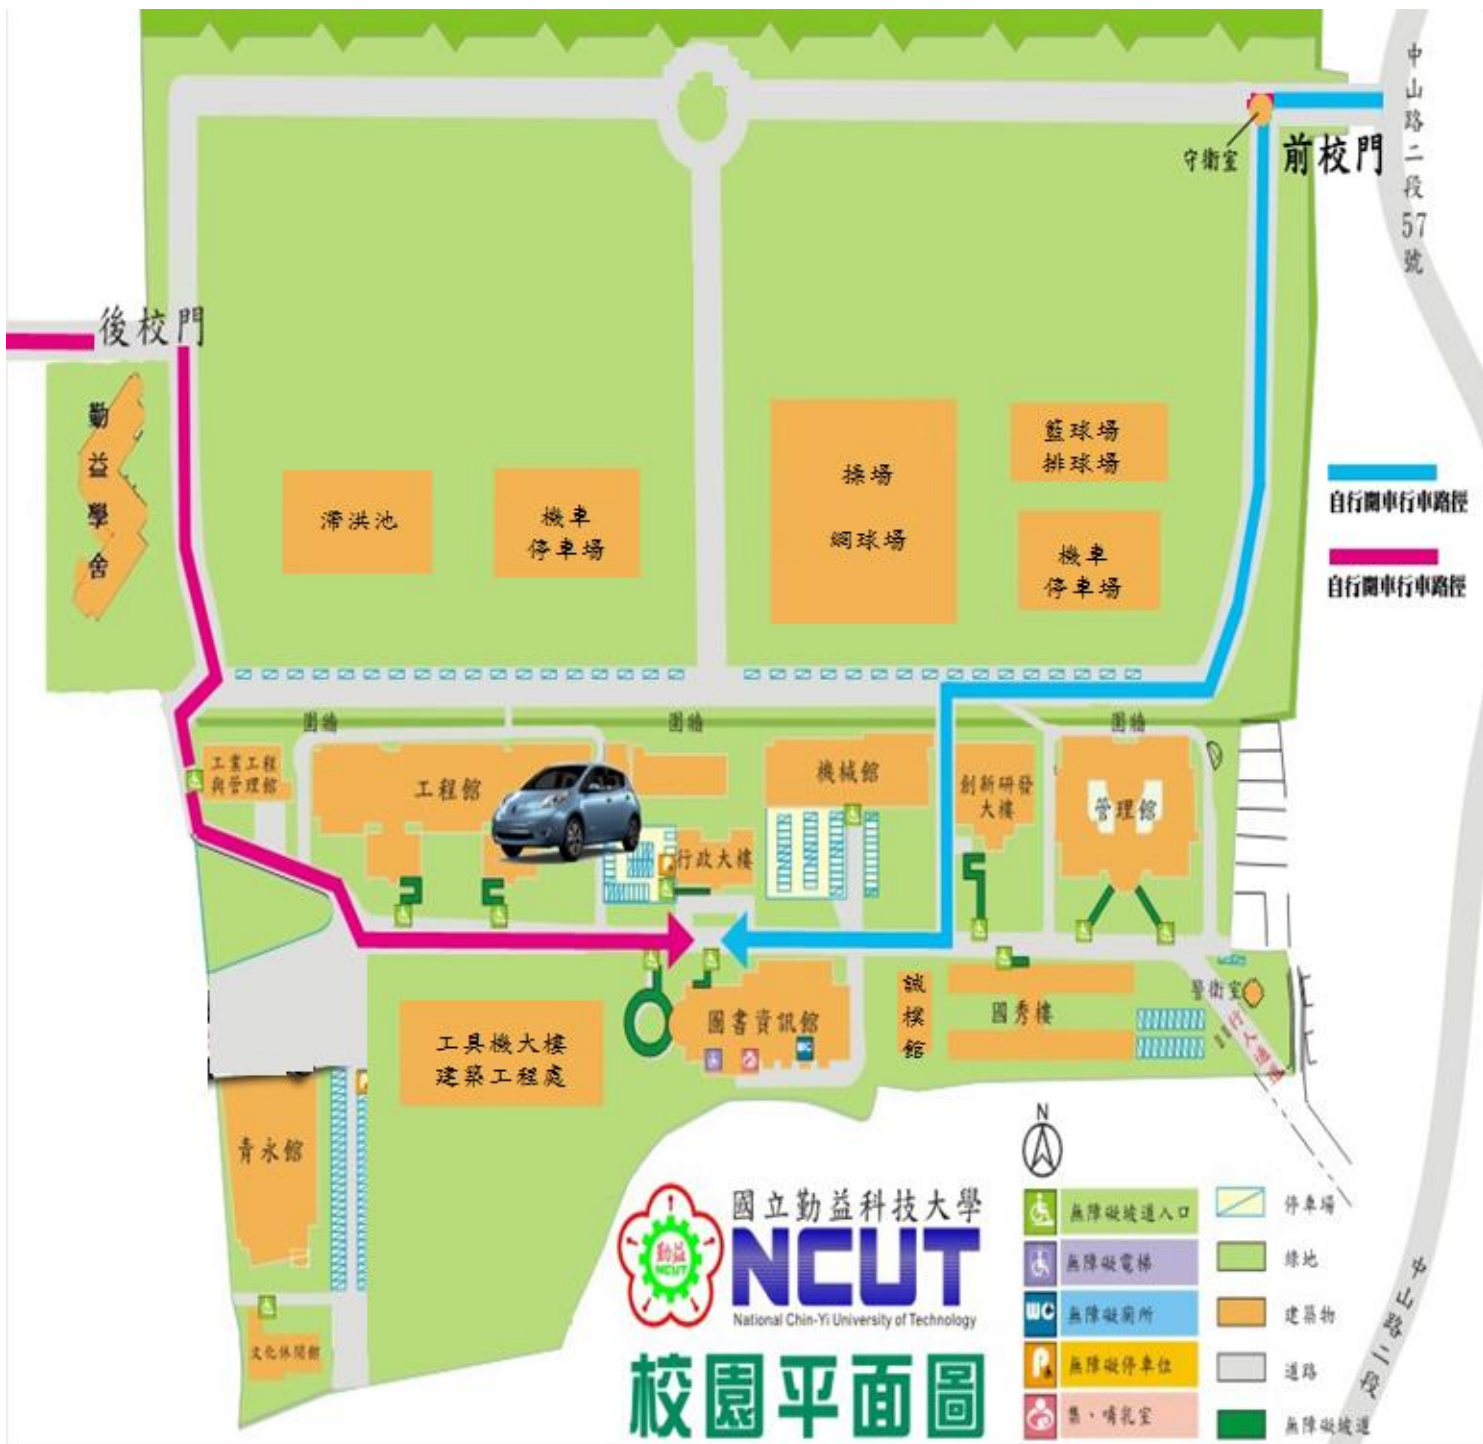 中山路二段57號
守衛室
前校門
後校門
勤益
舍
滯洪池
機車
停車場
操場
網球場
籃球場
排球場
機車
停車場
自行開車行車路徑
自行開車行車路徑
圍牆
圍牆
圍牆
工業工程
與管理館
工程館
機械館
創新研發
大樓
管理館
行政大樓
工具機大樓
建築工程處
圖書資訊館
誠樸館
國秀樓
警衛室
行人通道
青永館
文化休閒館
N
國立勤益科技大學
勤益
NCUT
NCUT
National Chin-Yi University of Technology
校園平面圖
無障礙坡道入口
無障礙電梯
WC
無障礙廁所
P
無障礙停車位
集、哺乳室
停車場
綠地
建築物
道路
無障礙坡道
中山路二段